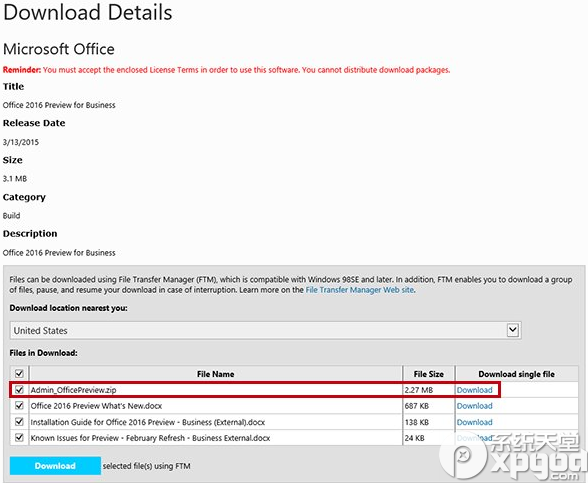 Download Details
Microsoft Office
Reminder: You must accept the enclosed License Terms in order to use this software. You cannot distribute download packages.
Title
Office 2016 Preview for Business
Release Date
3/13/2015
Size
3.1 MB
Category
Build
Description
Office 2016 Preview for Business
Files can be downloaded using File Transfer Manager (FTM), which is compatible with Windows 98SE and later. In addition, FTM enables you to download a group
of files, pause, and resume your download in case of interruption. Learn more on the File Transfer Manager Web site.
Download location nearest you:
United States
Files in Download:
File Name File Size Download single file
Admin_OfficePreview.zip 2.27 MB Download
Office 2016 Preview What's New.docx 687 KB Download
Installation Guide for Office 2016 Preview - Business (External).docx 138 KB Download
Known Issues for Preview - February Refresh - Business External.docx 24 KB Download
Download selected file(s) using FTM
系统天堂
xpgod